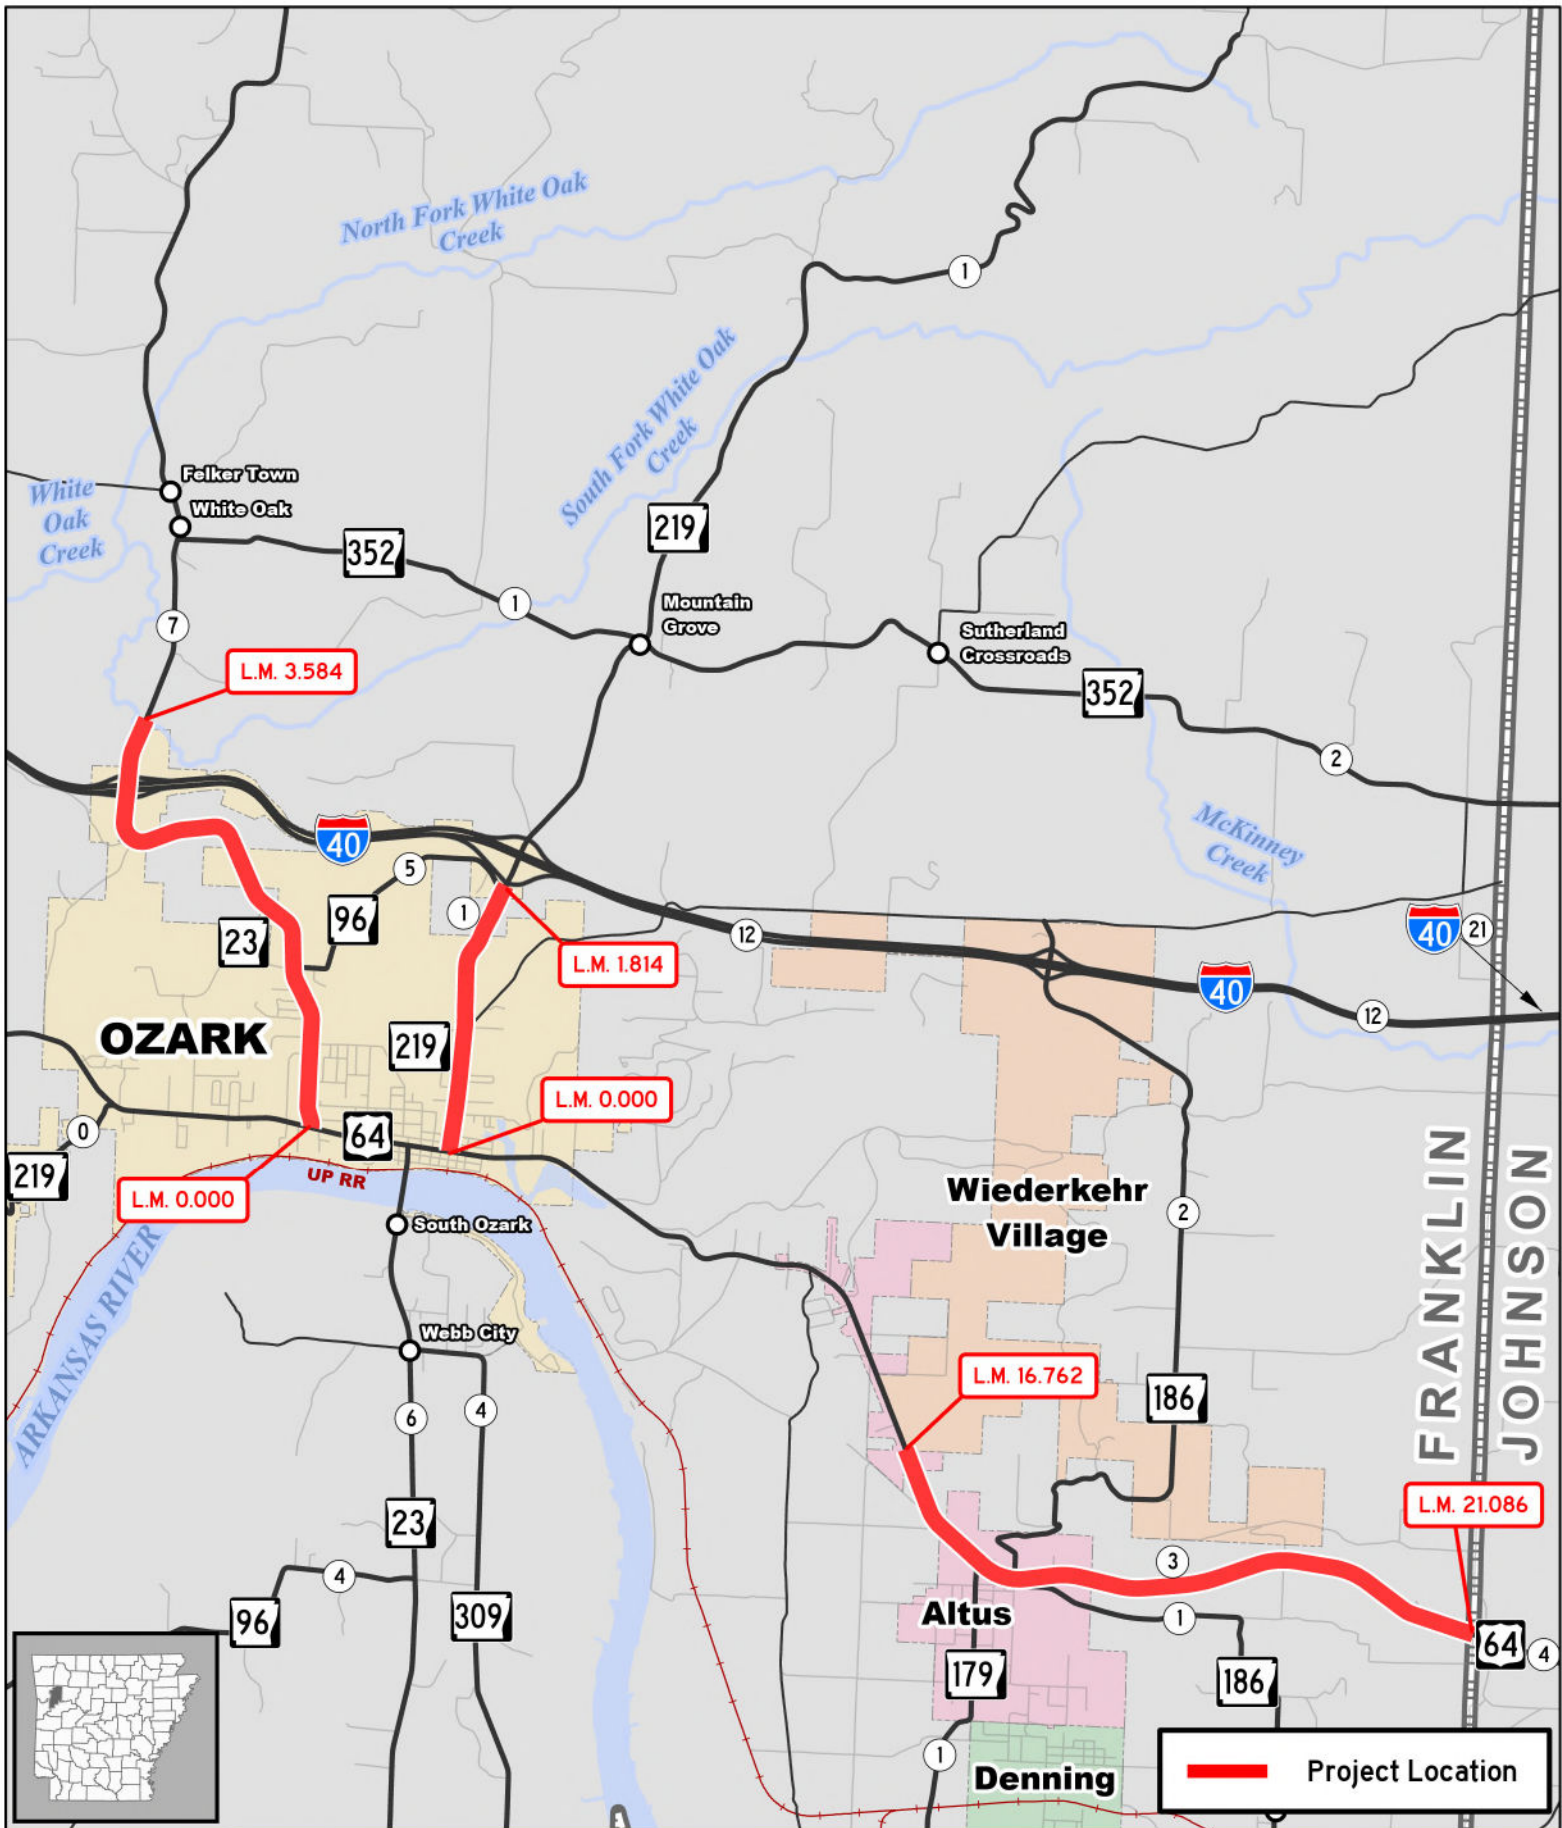 North Fork White Oak
Creek
1
South Fork White Oak
Creek
Felker Town
White Oak
White
Oak
Creek
352
219
1
Mountain
Grove
7
Sutherland
Crossroads
L.M. 3.584
352
2
40
McKinney
Creek
5
96
1
23
12
40
21
L.M. 1.814
40
12
OZARK
219
L.M. 0.000
0
64
219
UP RR
L.M. 0.000
South Ozark
Wiederkehr
Village
2
FRANKLIN
JOHNSON
ARKANSAS RIVER
Webb City
L.M. 16.762
186
6
4
23
L.M. 21.086
4
3
96
309
Altus
1
64
4
179
186
1
Denning
Project Location